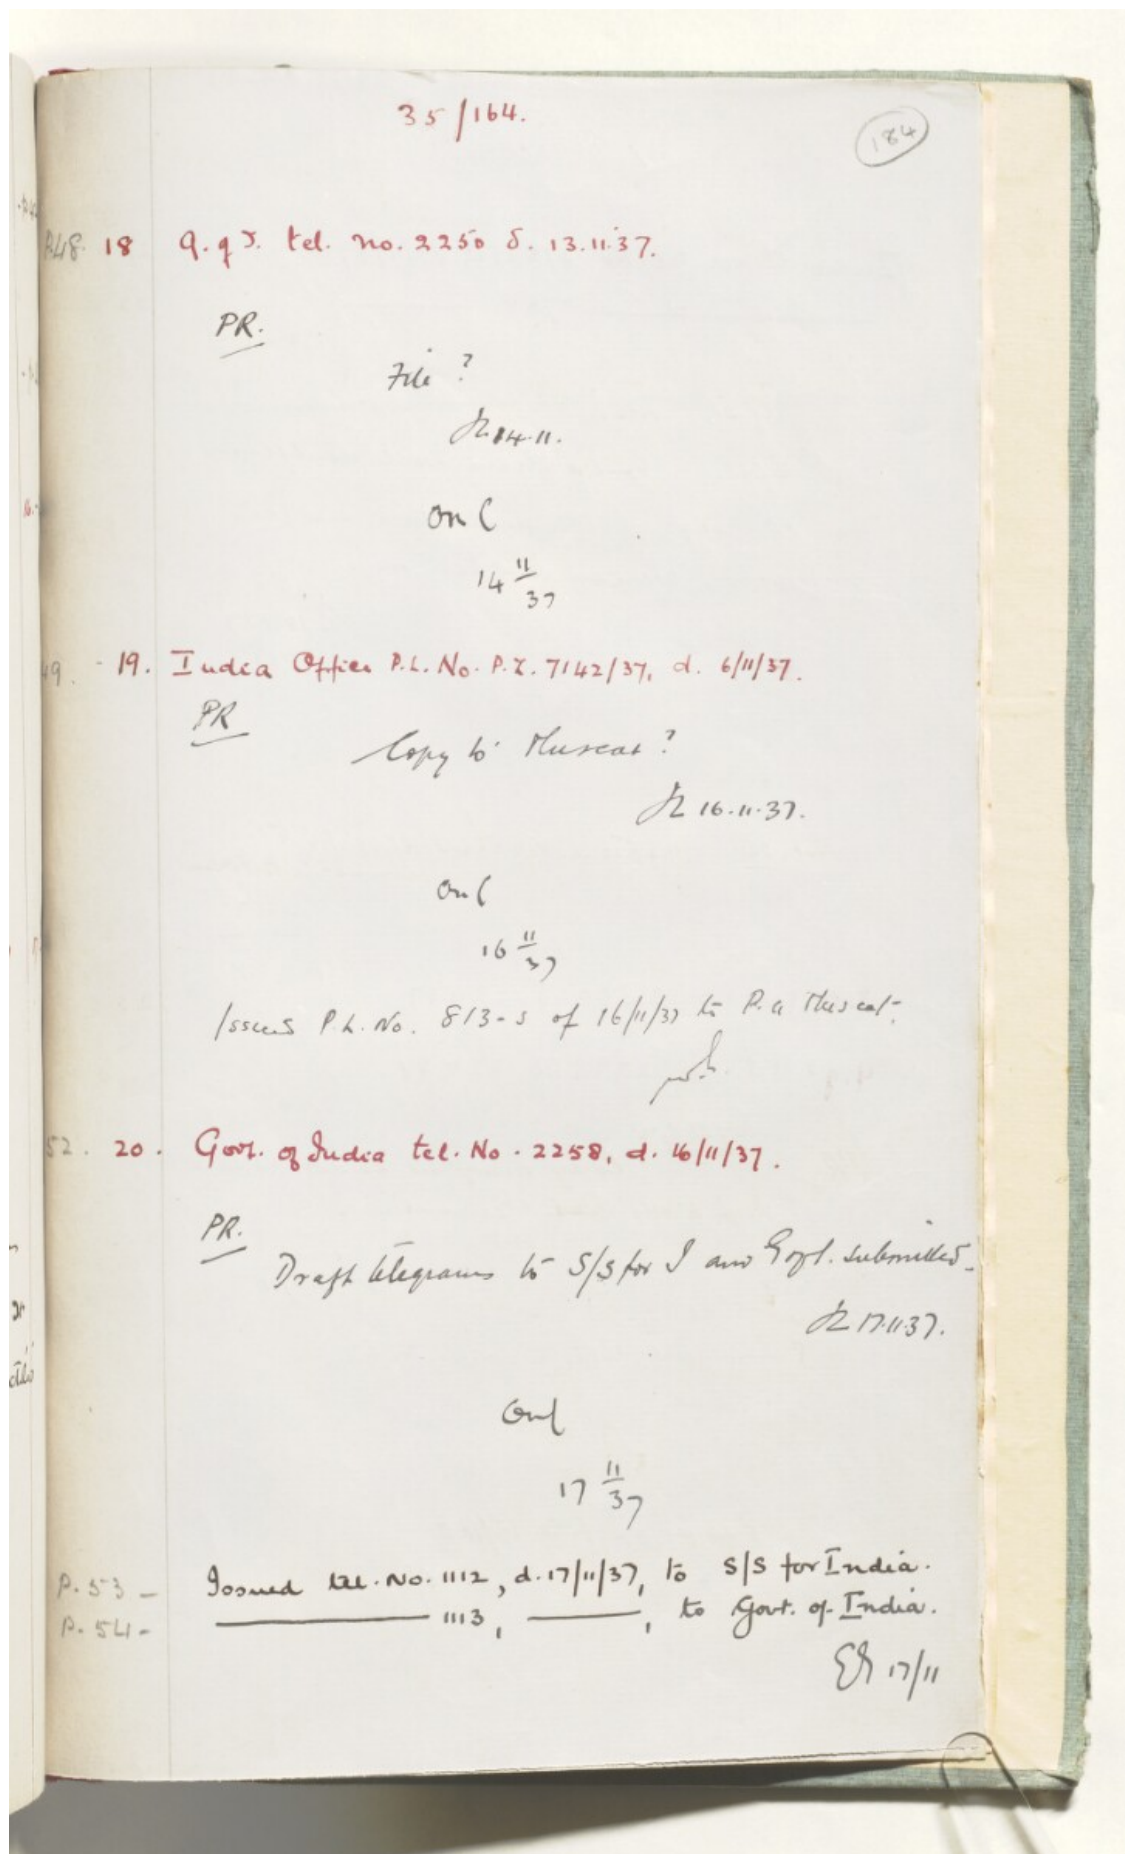 35/164.
184
P.48. 18 G. of I. tel. no. 2250 d. 13.11.37.
PR.
File ?
14.11.
14 11/37
49. - 19. India Office P.L. No. P.Z. 7142/37, d. 6/11/37.
PR
Copy to Muscat ?
16.11.37.
16 11/37
Issued P.L. No. 813-S of 16/11/37 to P.A Muscat.
52. 20. Govt. of India tel. No. 2258, d. 16/11/37.
PR.
Draft telegrams to S/S for I and Govt. submitted.
17.11.37.
17 11/37
P. 53 - Issued tel. No. 1112, d. 17/11/37, to S/S for India.
P. 54 - 1113, , to Govt. of India.
17/11